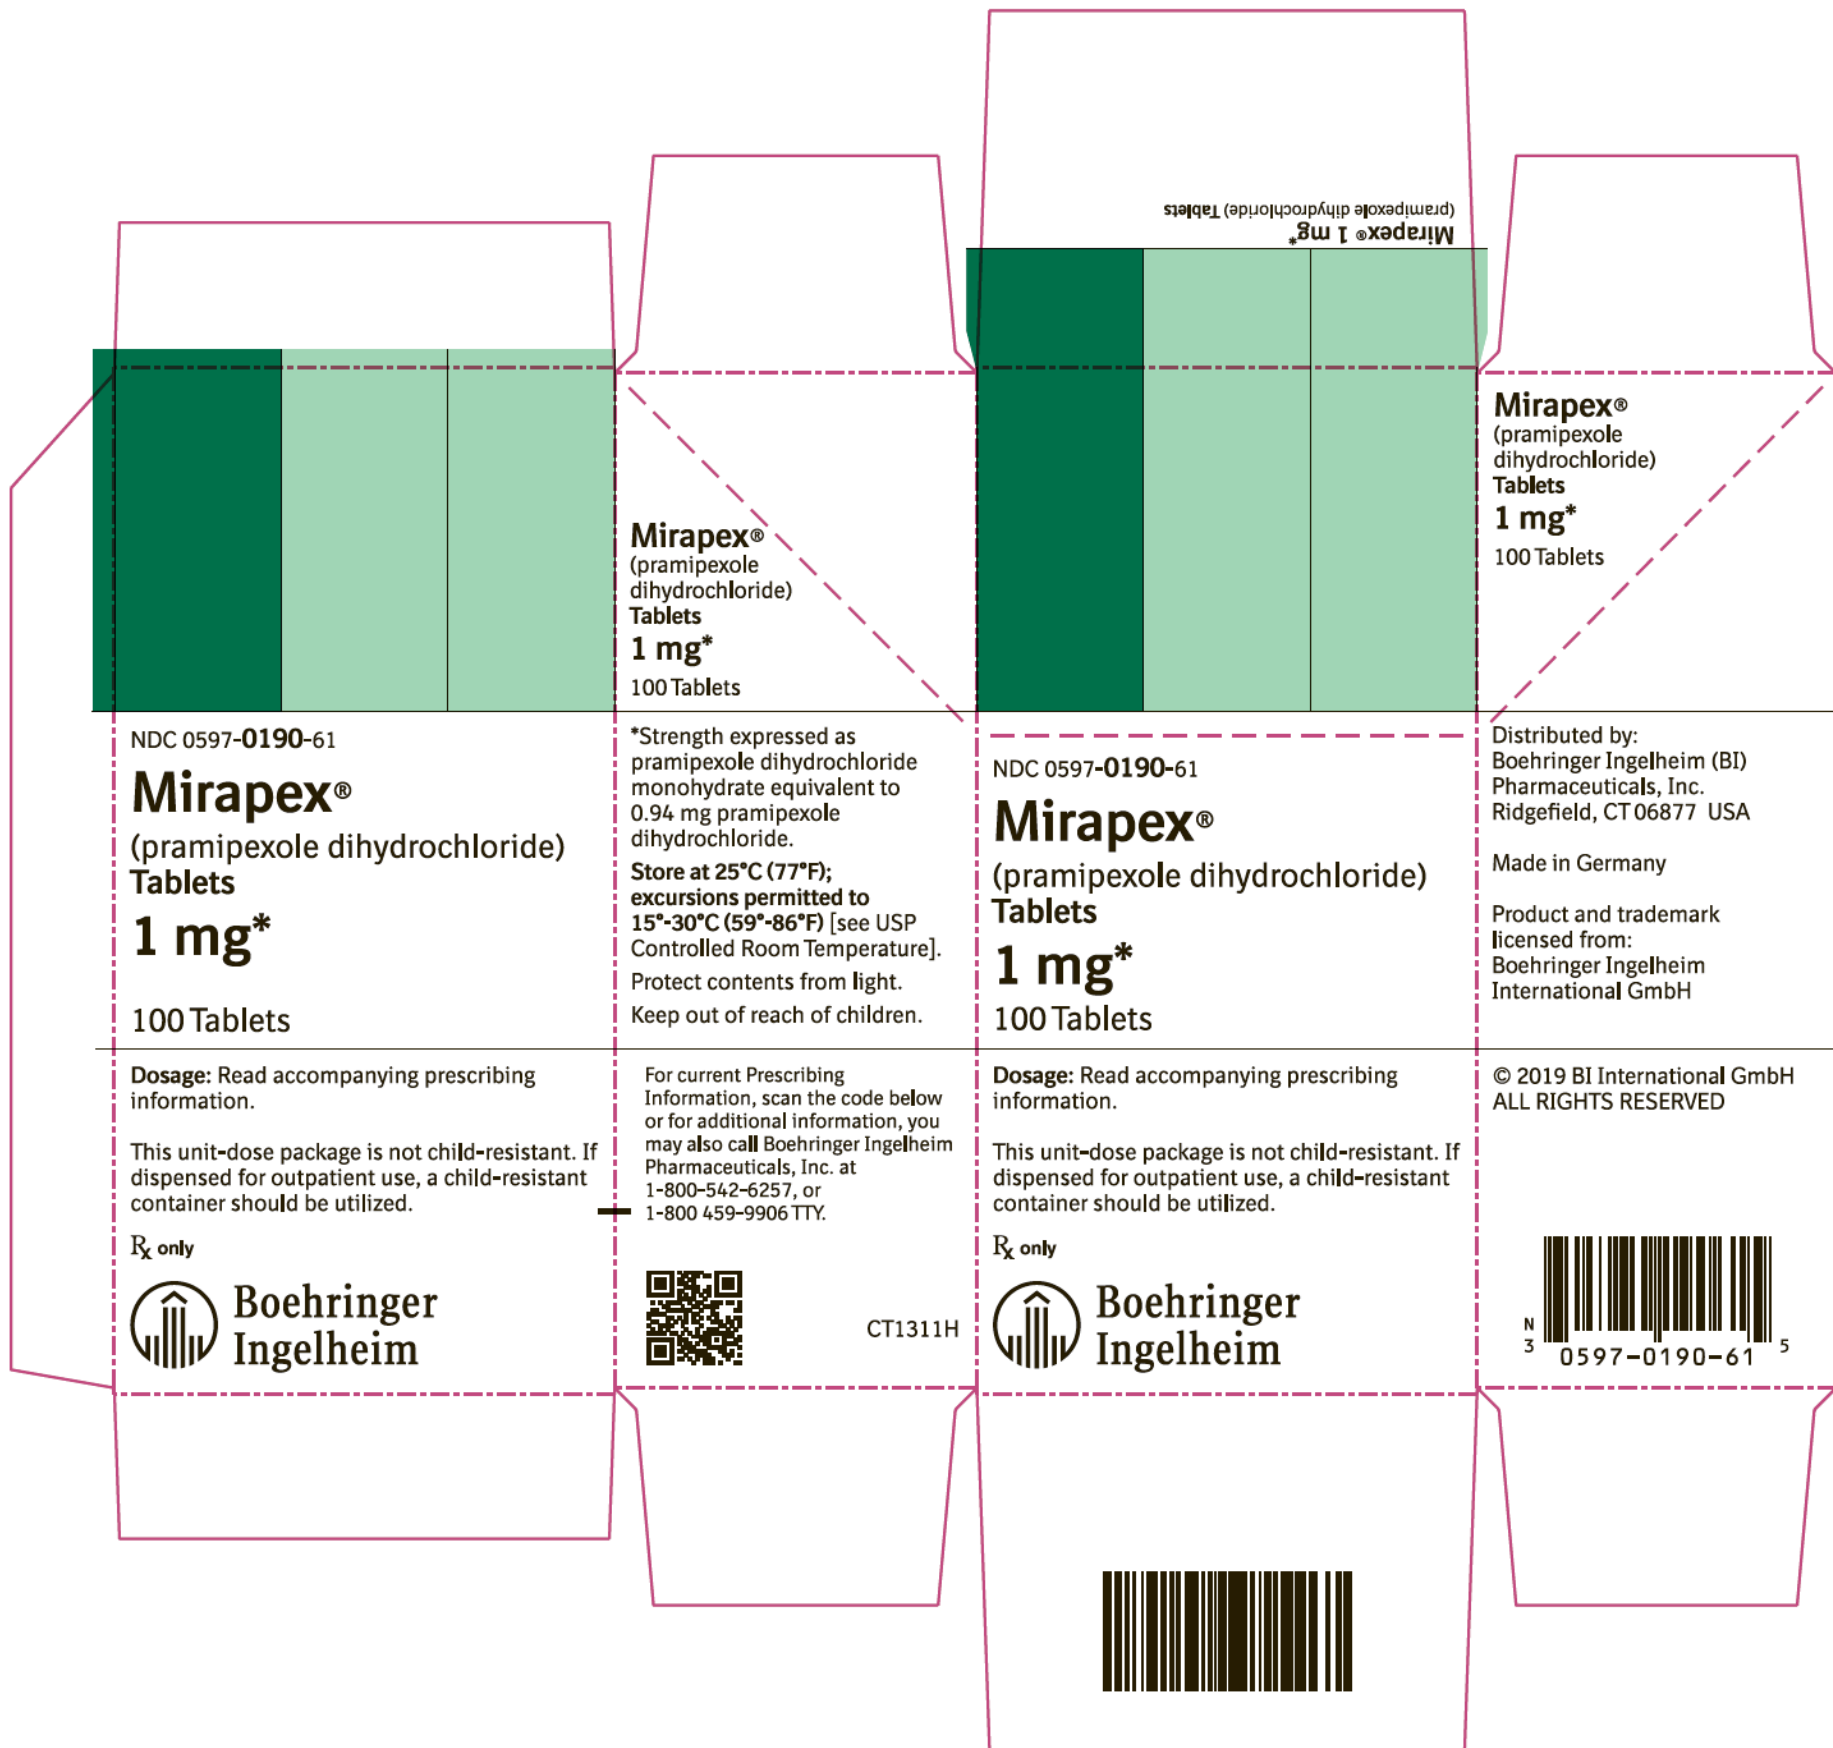 Mirapex® 1 mg*
(pramipexole dihydrochloride) Tablets
NDC 0597-0190-61
Mirapex®
(pramipexole dihydrochloride)
Tablets
1 mg*
100 Tablets
Dosage: Read accompanying prescribing
information.
This unit-dose package is not child-resistant. If
dispensed for outpatient use, a child-resistant
container should be utilized.
Rx only
Boehringer
Ingelheim
Mirapex®
(pramipexole
dihydrochloride)
Tablets
1 mg*
100 Tablets
*Strength expressed as
pramipexole dihydrochloride
monohydrate equivalent to
0.94 mg pramipexole
dihydrochloride.
Store at 25°C (77°F);
excursions permitted to
15°-30°C (59°-86°F) [see USP
Controlled Room Temperature].
Protect contents from light.
Keep out of reach of children.
For current Prescribing
Information, scan the code below
or for additional information, you
may also call Boehringer Ingelheim
Pharmaceuticals, Inc. at
1-800-542-6257, or
1-800 459-9906 TTY.
CT1311H
NDC 0597-0190-61
Mirapex®
(pramipexole dihydrochloride)
Tablets
1 mg*
100 Tablets
Dosage: Read accompanying prescribing
information.
This unit-dose package is not child-resistant. If
dispensed for outpatient use, a child-resistant
container should be utilized.
Rx only
Boehringer
Ingelheim
Mirapex®
(pramipexole
dihydrochloride)
Tablets
1 mg*
100 Tablets
Distributed by:
Boehringer Ingelheim (BI)
Pharmaceuticals, Inc.
Ridgefield, CT 06877 USA
Made in Germany
Product and trademark
licensed from:
Boehringer Ingelheim
International GmbH
© 2019 BI International GmbH
ALL RIGHTS RESERVED
N
3 0597-0190-61 5